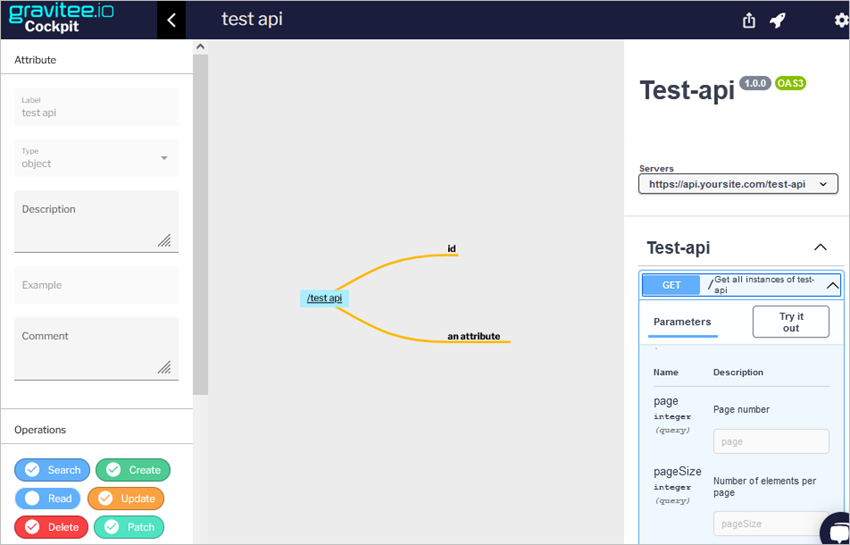 gravitee.io
Cockpit
test api
Attribute
Label
test api
Type
object
Description
Example
Comment
Operations
Search
Create
Read
Update
Delete
Patch
id
/test api
an attribute
Test-api 1.0.0 OAS3
Servers
https://api.yoursite.com/test-api
Test-api
GET
/ Get all instances of test-
api
Parameters
Try it
out
Name
Description
page
integer
(query)
Page number
page
pageSize
integer
(query)
Number of elements per
page
pageSize